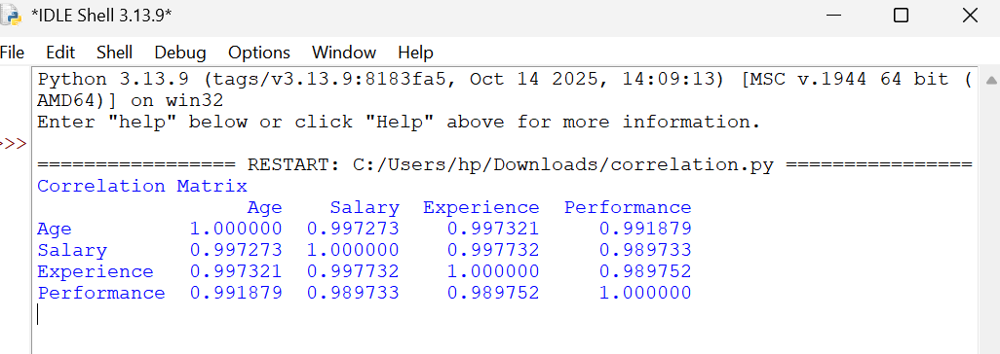 *IDLE Shell 3.13.9*
File Edit Shell Debug Options Window Help
Python 3.13.9 (tags/v3.13.9:8183fa5, Oct 14 2025, 14:09:13) [MSC v.1944 64 bit (
AMD64)] on win32
Enter "help" below or click "Help" above for more information.
>>>
================= RESTART: C:/Users/hp/Downloads/correlation.py ================
Correlation Matrix
                  Age    Salary  Experience  Performance
Age          1.000000  0.997273    0.997321     0.991879
Salary       0.997273  1.000000    0.997732     0.989733
Experience   0.997321  0.997732    1.000000     0.989752
Performance  0.991879  0.989733    0.989752     1.000000